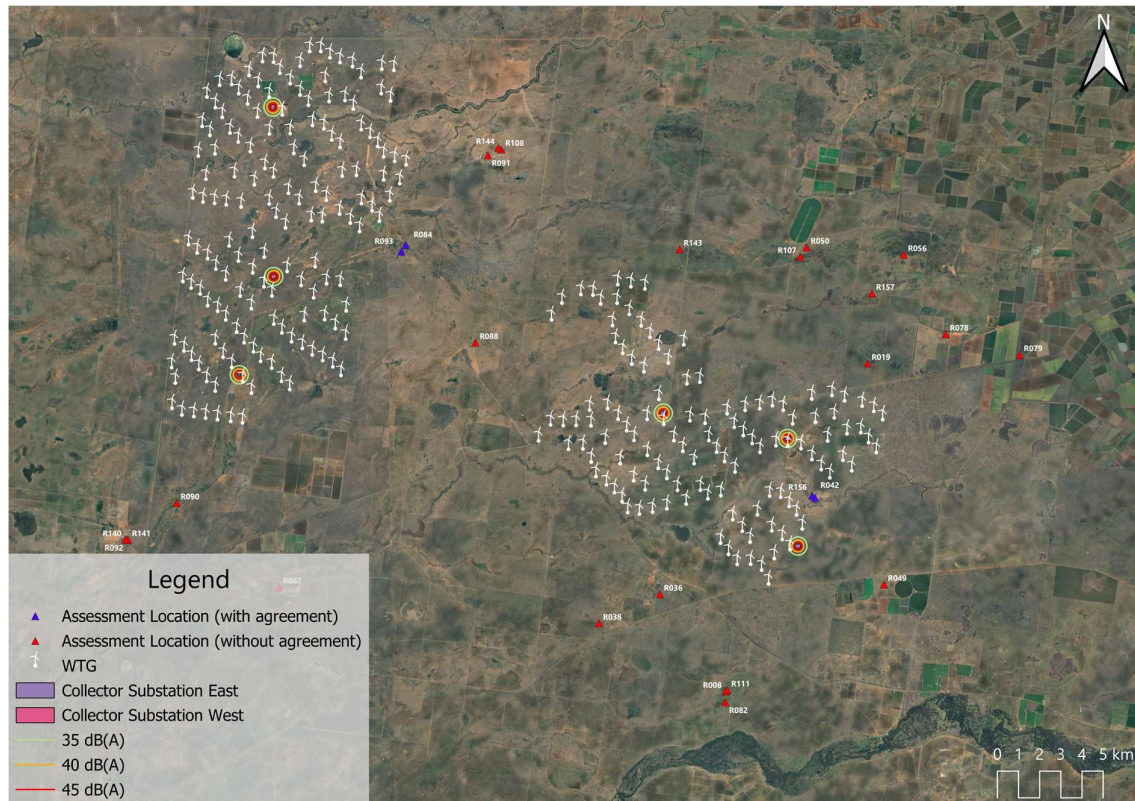 N
R144
R108
R091
R093
R084
R143
R107
R050
R056
R157
R088
R078
R019
R079
R156
R042
R090
R140
R141
R092
R087
R036
R049
R038
R008
R111
R082
Legend
Assessment Location (with agreement)
Assessment Location (without agreement)
WTG
Collector Substation East
Collector Substation West
35 dB(A)
40 dB(A)
45 dB(A)
0 1 2 3 4 5 km